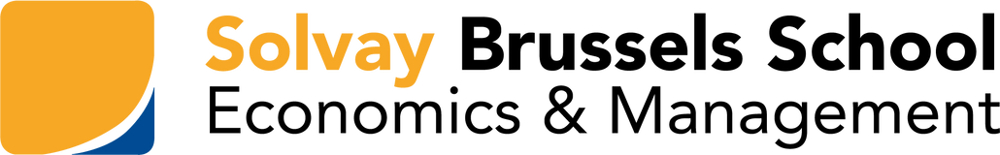 Solvay Brussels School
Economics & Management